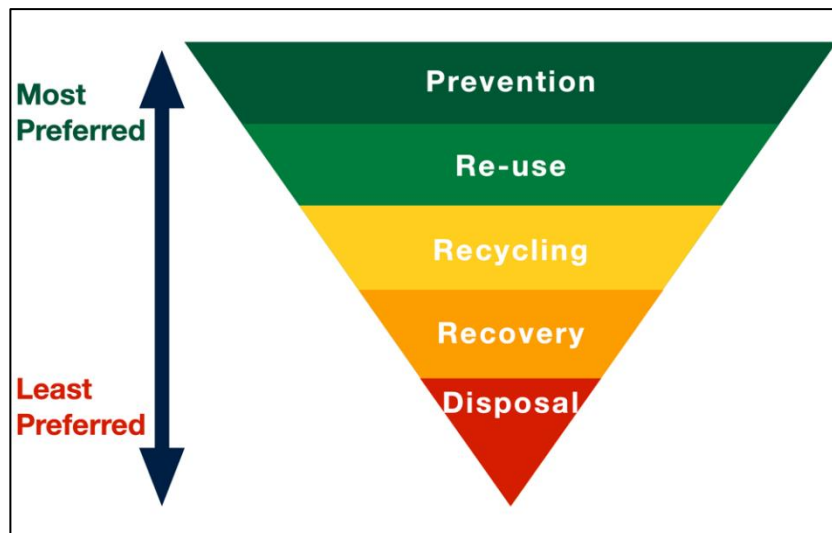 Most
Preferred
Prevention
Re-use
Recycling
Recovery
Least
Preferred
Disposal